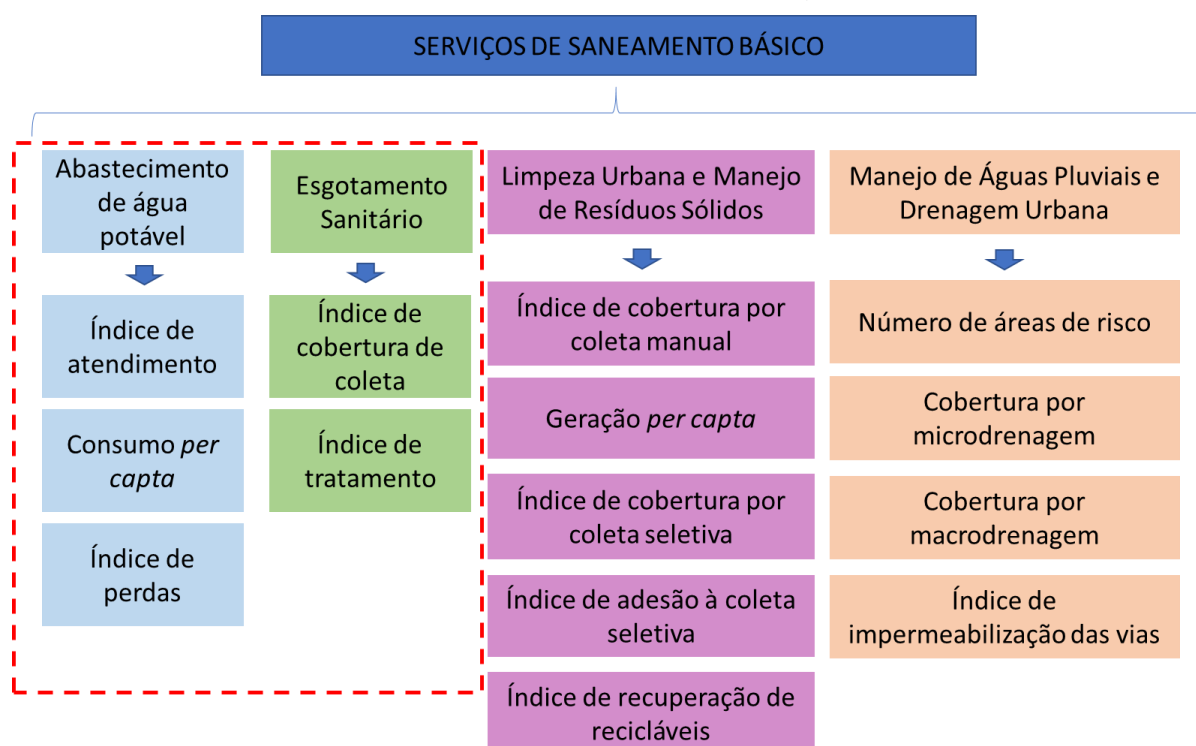 SERVIÇOS DE SANEAMENTO BÁSICO
Abastecimento
de água
potável
Índice de
atendimento
Consumo per
capta
Índice de
perdas
Esgotamento
Sanitário
Índice de
cobertura de
coleta
Índice de
tratamento
Limpeza Urbana e Manejo
de Resíduos Sólidos
Índice de cobertura por
coleta manual
Geração per capta
Índice de cobertura por
coleta seletiva
Índice de adesão à coleta
seletiva
Índice de recuperação de
recicláveis
Manejo de Águas Pluviais e
Drenagem Urbana
Número de áreas de risco
Cobertura por
microdrenagem
Cobertura por
macrodrenagem
Índice de
impermeabilização das vias